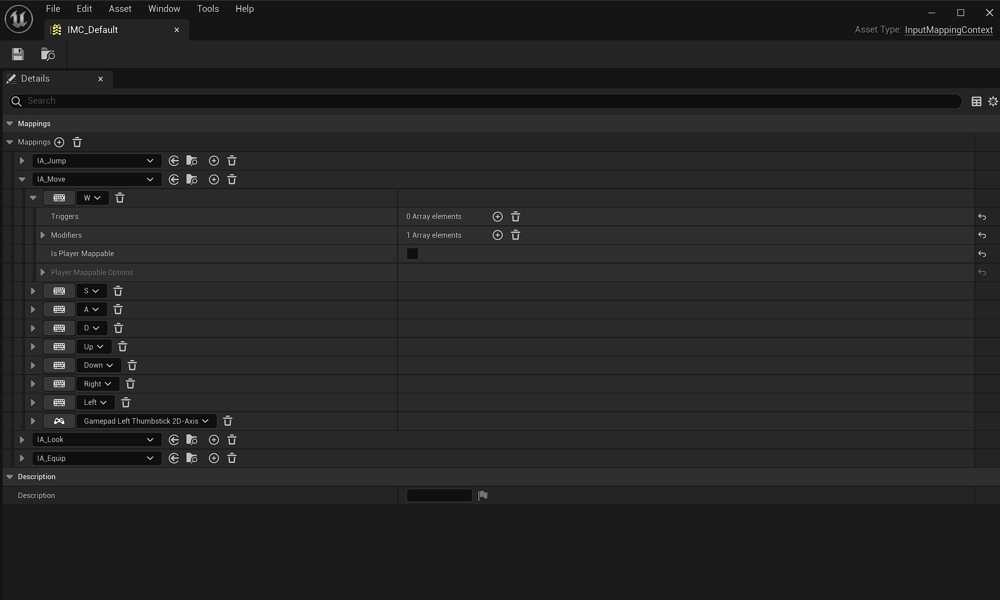 File Edit Asset Window Tools Help
IMC_Default
Asset Type: InputMappingContext
Details
Search
Mappings
Mappings
IA_Jump
IA_Move
W
Triggers 0 Array elements
Modifiers 1 Array elements
Is Player Mappable
Player Mappable Options
S
A
D
Up
Down
Right
Left
Gamepad Left Thumbstick 2D-Axis
IA_Look
IA_Equip
Description
Description